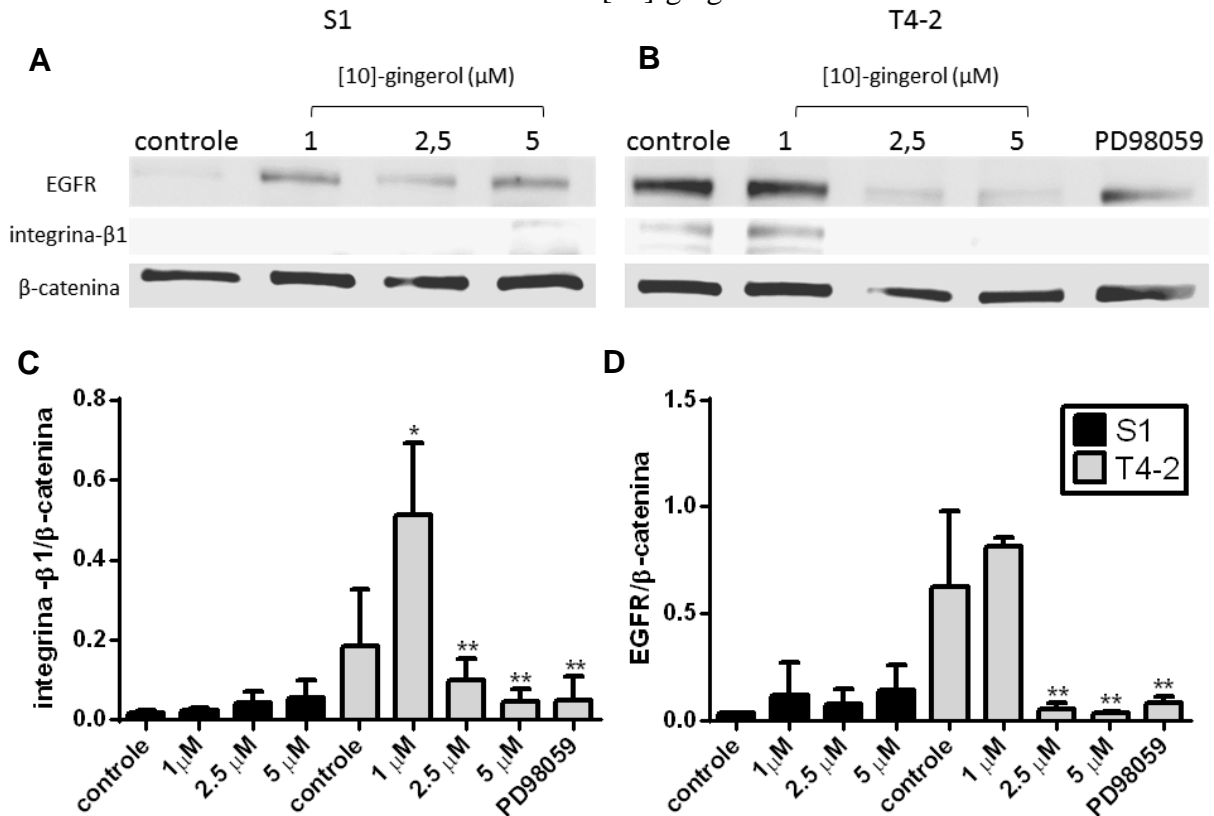 S1
A
[10]-gingerol (μM)
controle 1 2,5 5
EGFR
integrina-β1
β-catenina
T4-2
B
[10]-gingerol (μM)
controle 1 2,5 5 PD98059
C
integrina -β1/β-catenina
0.8
0.6
0.4
0.2
0.0
*
**
**
**
controle
1μM
2.5 μM
5 μM
controle
1 μM
2.5 μM
5 μM
PD98059
D
EGFR/β-catenina
1.5
1.0
0.5
0.0
S1
T4-2
**
**
**
controle
1μM
2.5 μM
5 μM
controle
1 μM
2.5 μM
5 μM
PD98059